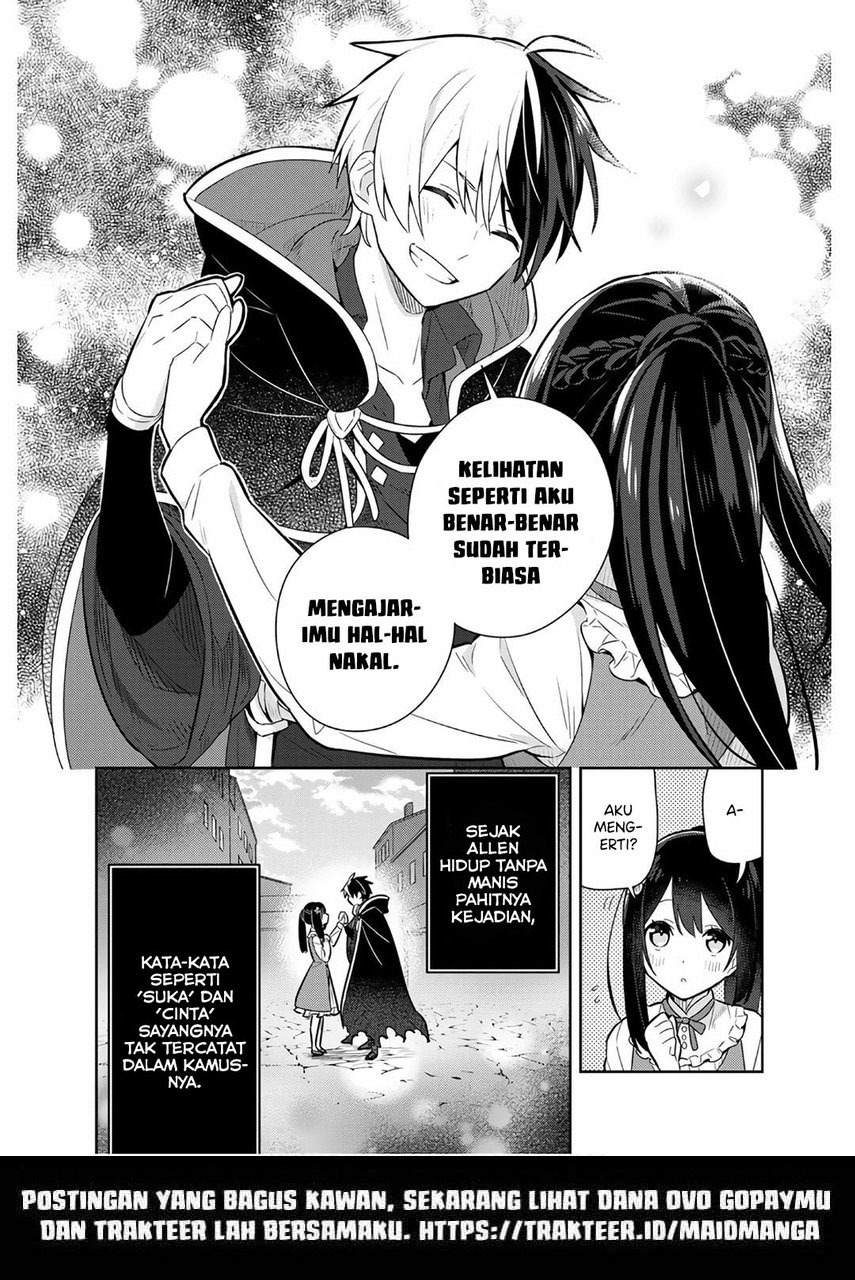 KELIHATAN
SEPERTI AKU
BENAR-BENAR
SUDAH TER-
BIASA
MENGAJAR-
IMU HAL-HAL
NAKAL.
A-
AKU
MENG-
ERTI?
SEJAK
ALLEN
HIDUP TANPA
MANIS
PAHITNYA
KEJADIAN,
KATA-KATA
SEPERTI
'SUKA' DAN
'CINTA'
SAYANGNYA
TAK TERCATAT
DALAM KAMUS-
NYA.
POSTINGAN YANG BAGUS KAWAN, SEKARANG LIHAT DANA OVO GOPAYMU
DAN TRAKTEER LAH BERSAMAKU. HTTPS://TRAKTEER.ID/MAIDMANGA